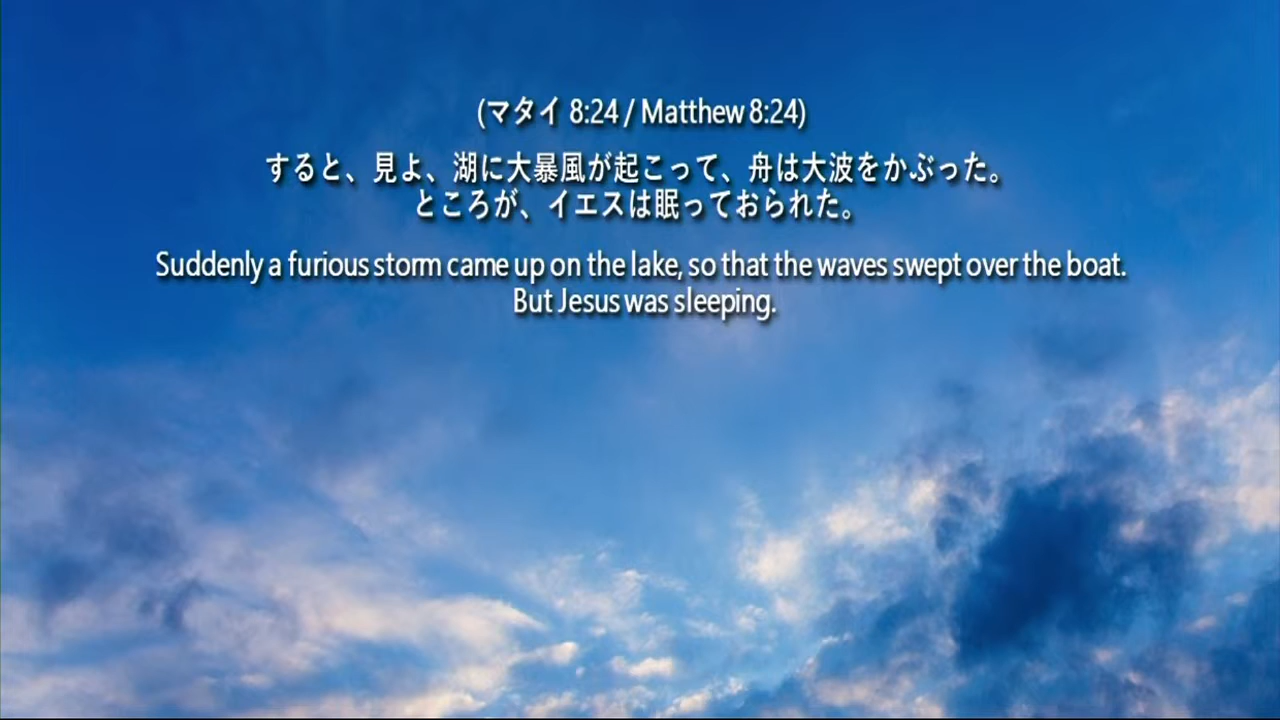 (マタイ 8:24 / Matthew 8:24)
すると、見よ、湖に大暴風が起こって、舟は大波をかぶった。
ところが、イエスは眠っておられた。
Suddenly a furious storm came up on the lake, so that the waves swept over the boat.
But Jesus was sleeping.